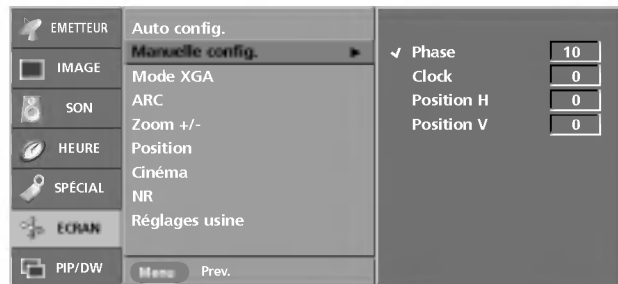 EMETTEUR
IMAGE
SON
HEURE
SPÉCIAL
ECRAN
PIP/DW
Auto config.
Manuelle config.
Mode XGA
ARC
Zoom +/-
Position
Cinéma
NR
Réglages usine
Menu Prev.
✓ Phase 10
Clock 0
Position H 0
Position V 0